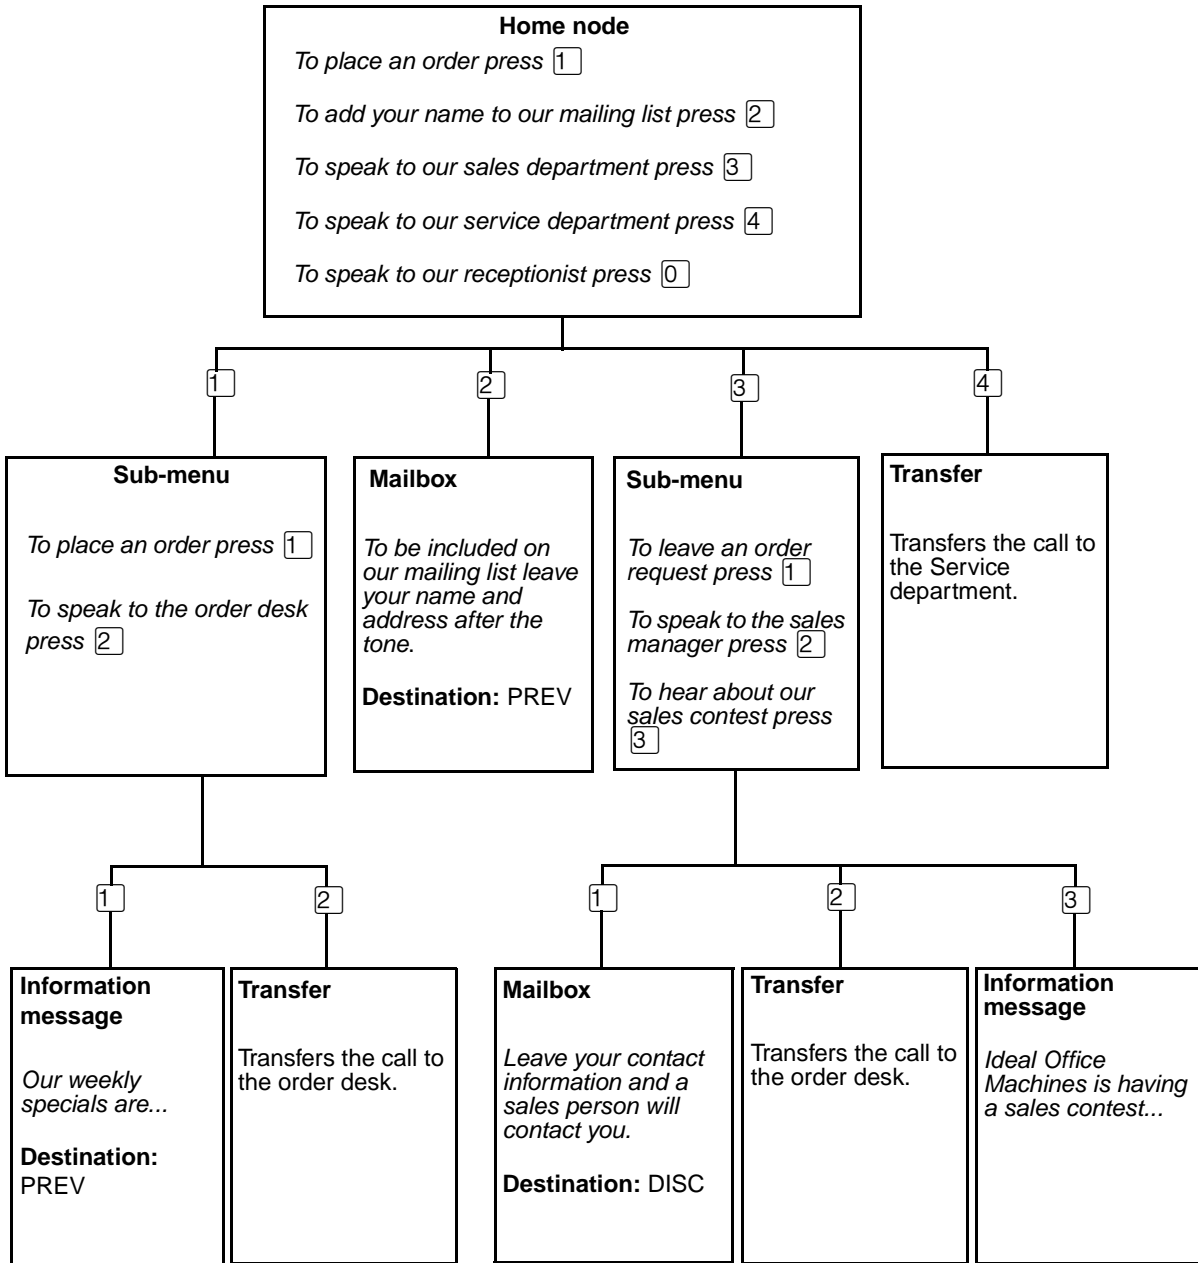 Home node
To place an order press 1
To add your name to our mailing list press 2
To speak to our sales department press 3
To speak to our service department press 4
To speak to our receptionist press 0
1
2
3
4
Sub-menu
To place an order press 1
To speak to the order desk
press 2
Mailbox
To be included on
our mailing list leave
your name and
address after the
tone.
Destination: PREV
Sub-menu
To leave an order
request press 1
To speak to the sales
manager press 2
To hear about our
sales contest press
3
Transfer
Transfers the call to
the Service
department.
1
2
1
2
3
Information
message
Our weekly
specials are...
Destination:
PREV
Transfer
Transfers the call to
the order desk.
Mailbox
Leave your contact
information and a
sales person will
contact you.
Destination: DISC
Transfer
Transfers the call to
the order desk.
Information
message
Ideal Office
Machines is having
a sales contest...